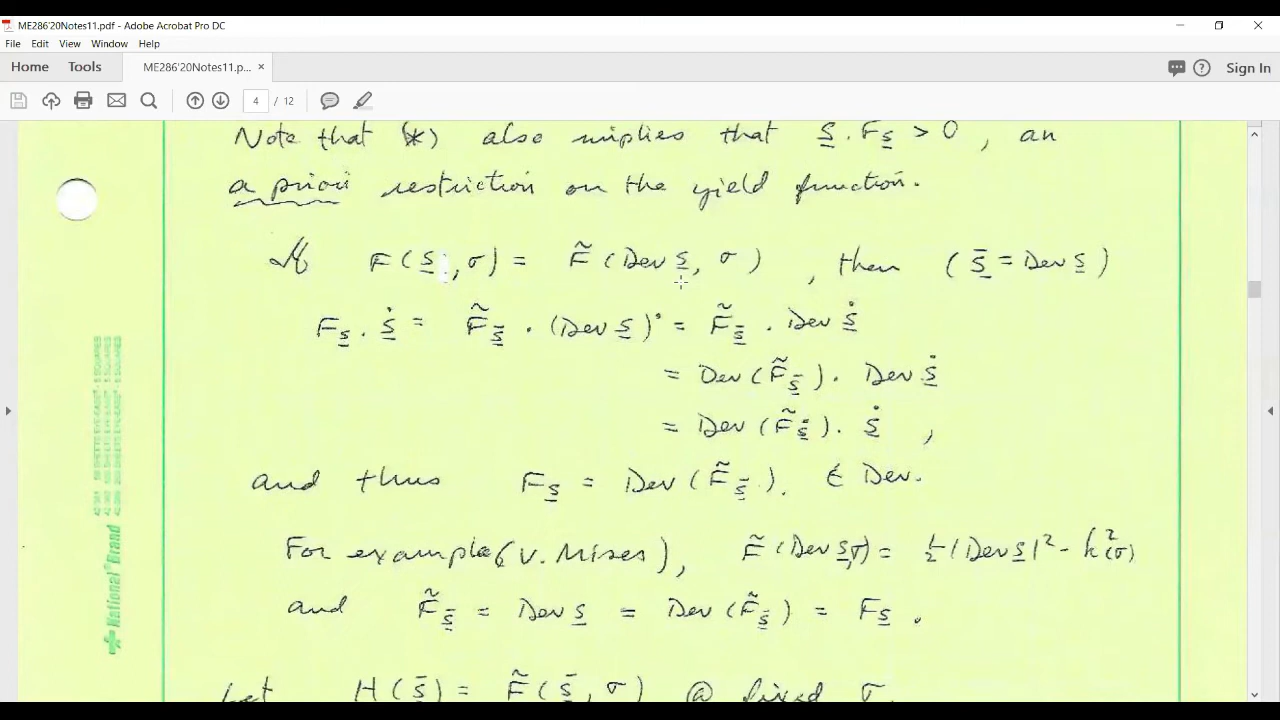 ME286'20Notes11.pdf - Adobe Acrobat Pro DC
File Edit View Window Help
Home Tools ME286'20Notes11.p... × Sign In
4 / 12
Note that (*) also implies that S̲ · F_S̲ > 0 , an
a priori restriction on the yield function.
If F(S̲, σ) = F̃(Dev S̲, σ) , then (S̲̄ = Dev S̲)
F_S̲ · Ṡ̲ = F̃_S̲̄ · (Dev S̲)˙ = F̃_S̲̄ · Dev Ṡ̲
= Dev(F̃_S̲̄) · Dev Ṡ̲
= Dev(F̃_S̲̄) · Ṡ̲ ,
and thus F_S̲ = Dev(F̃_S̲̄). ∈ Dev.
For example (v. Mises), F̃(Dev S̲, σ) = ½|Dev S̲|² - k²(σ)
and F̃_S̲̄ = Dev S̲ = Dev(F̃_S̲̄) = F_S̲ .
Let H(S̲̄) = F̃(S̲̄, σ) @ fixed σ.
National Brand